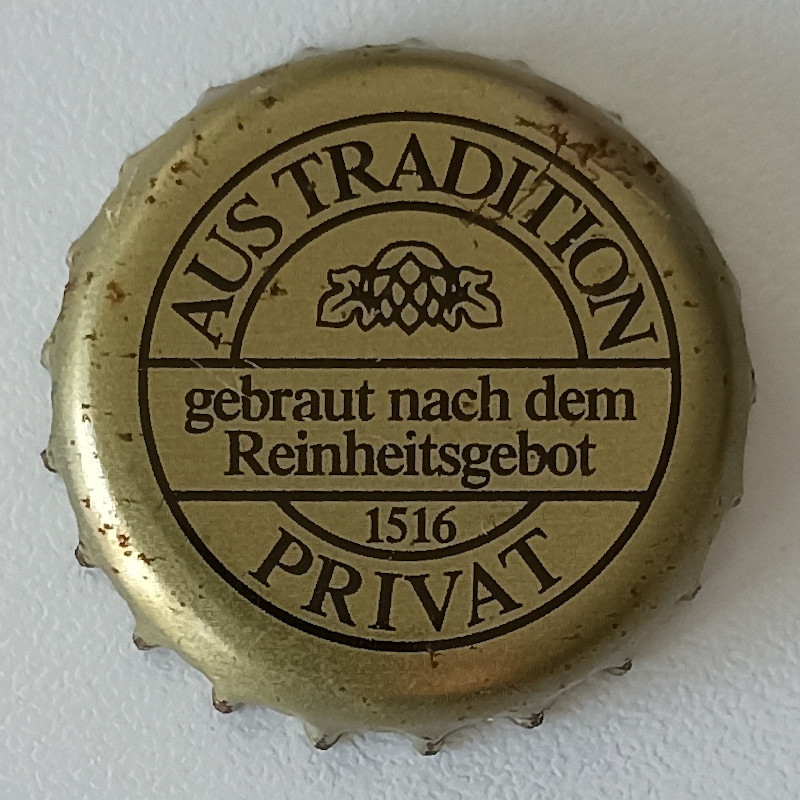 AUS TRADITION
gebraut nach dem
Reinheitsgebot
1516
PRIVAT